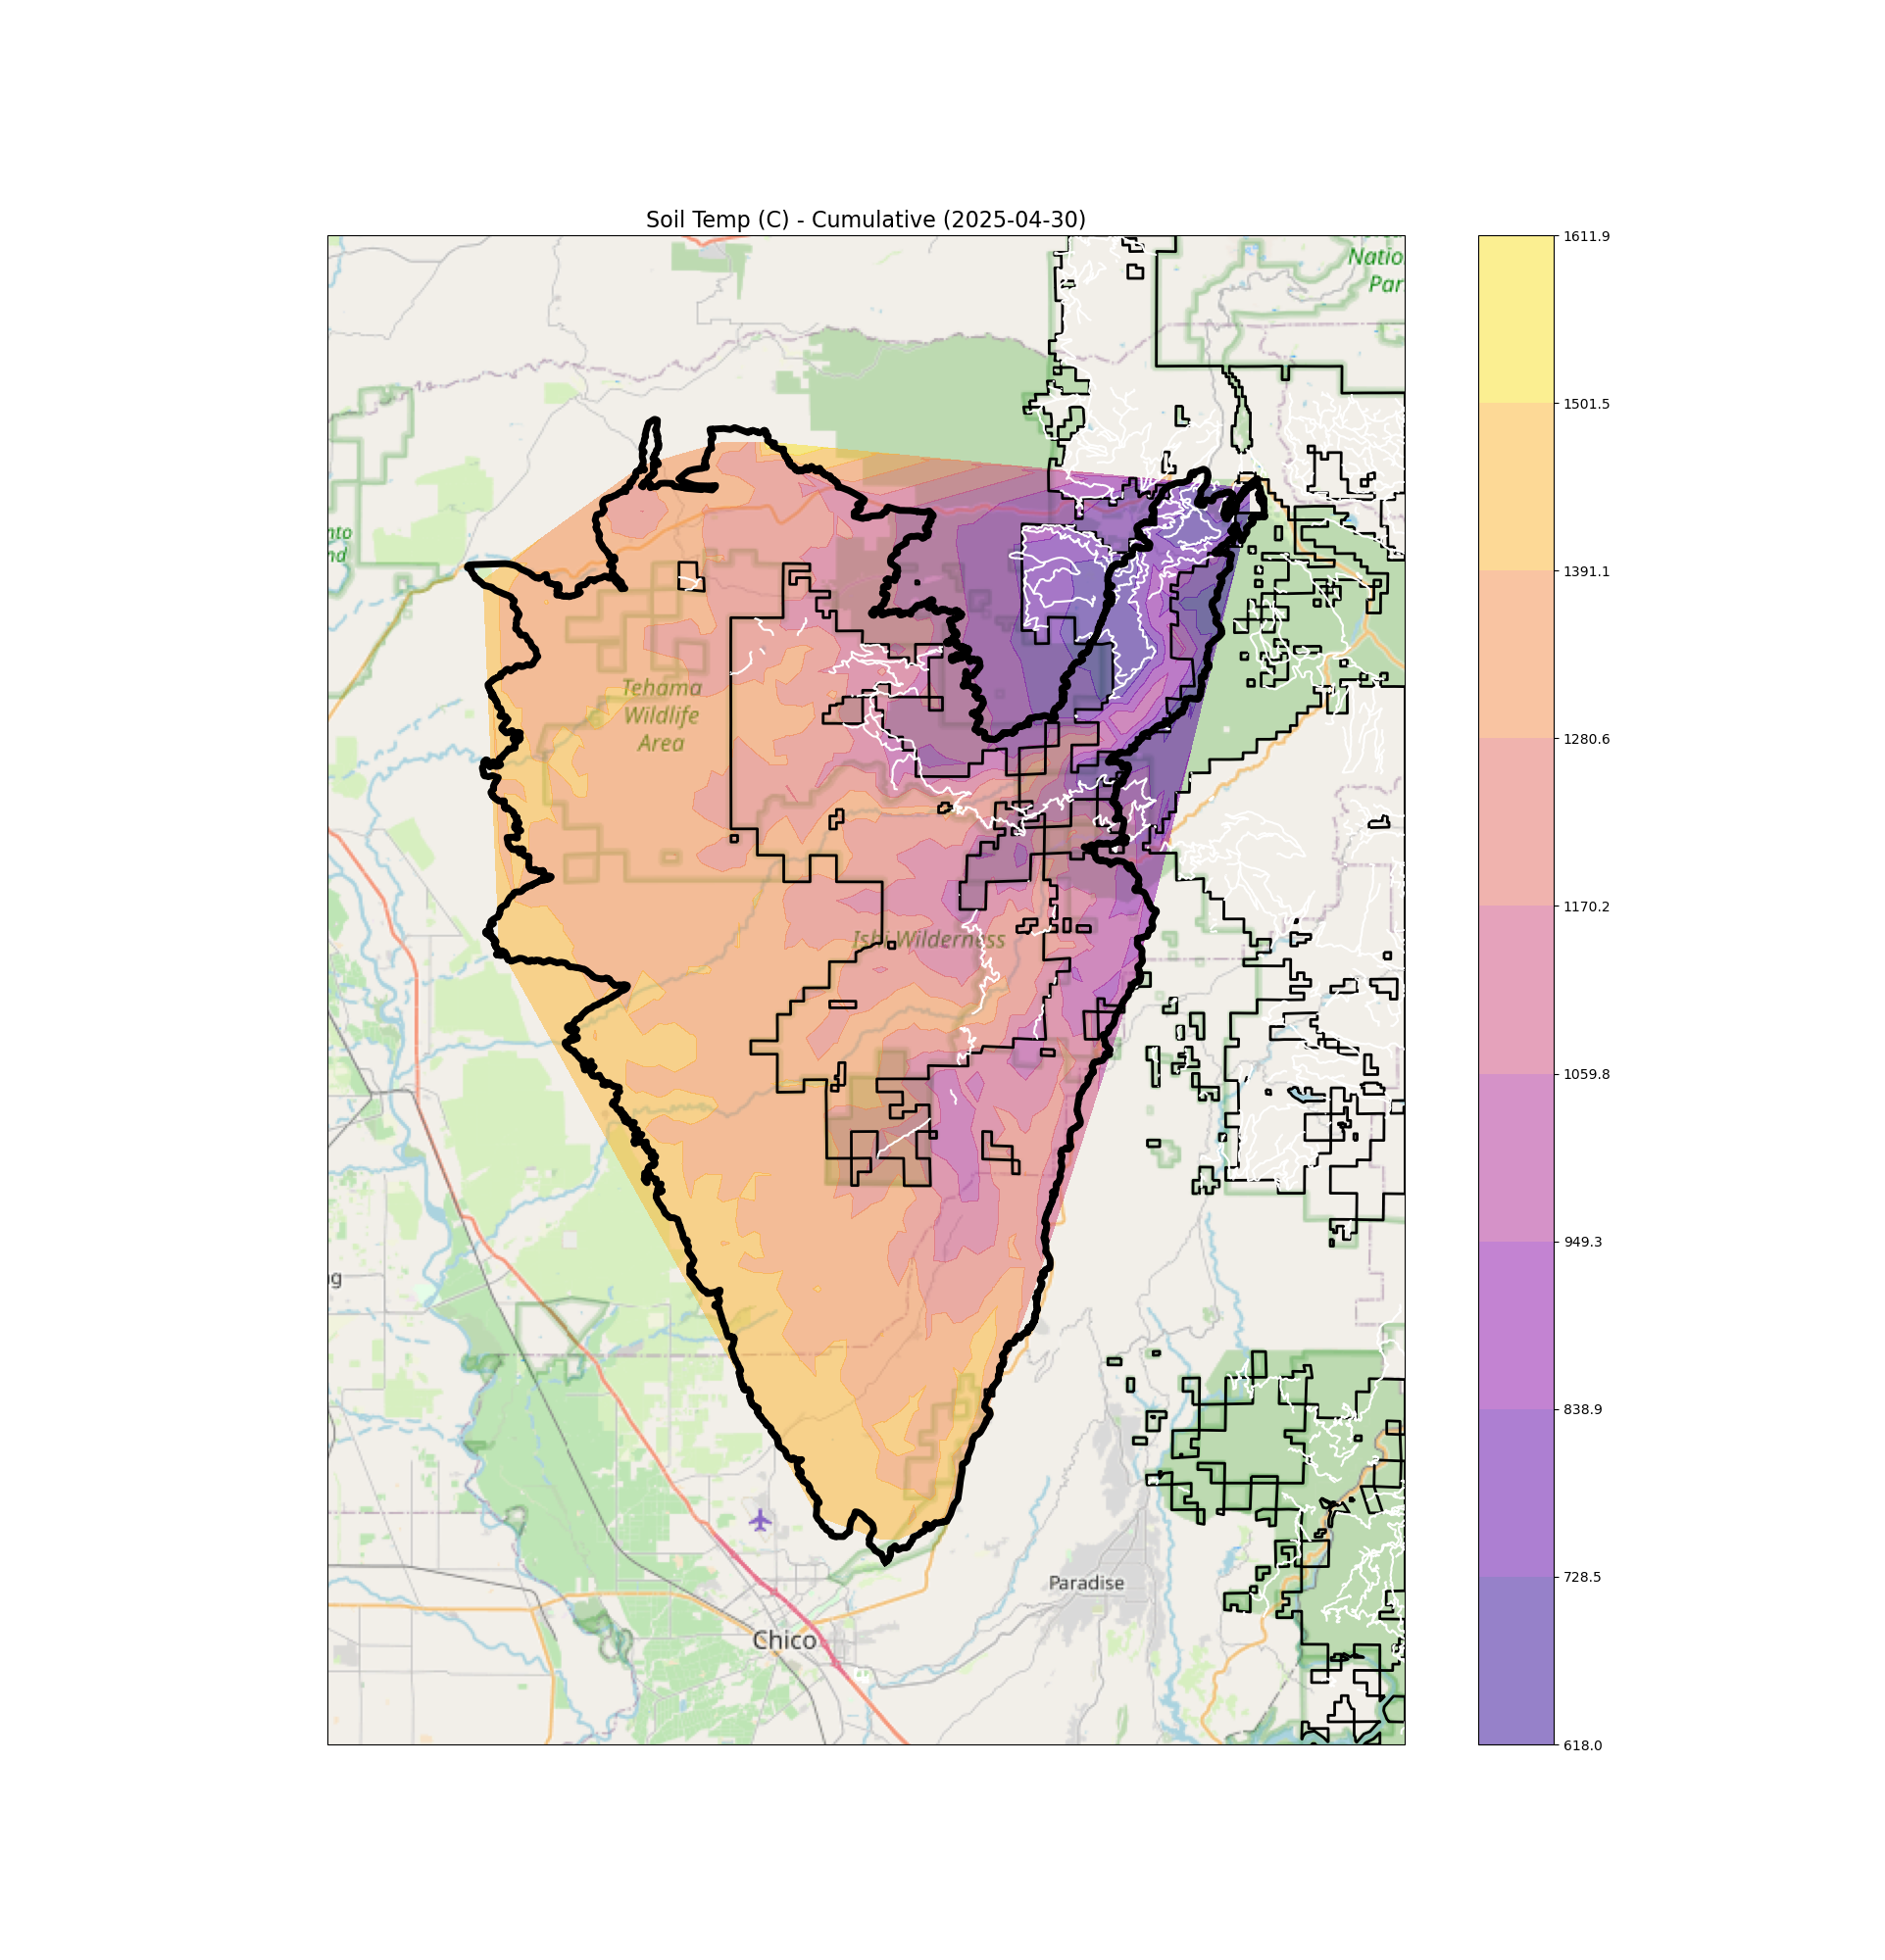 Soil Temp (C) - Cumulative (2025-04-30)
Natio
Par
nto
nd
Tehama
Wildlife
Area
Ishi Wilderness
ng
Paradise
Chico
1611.9
1501.5
1391.1
1280.6
1170.2
1059.8
949.3
838.9
728.5
618.0